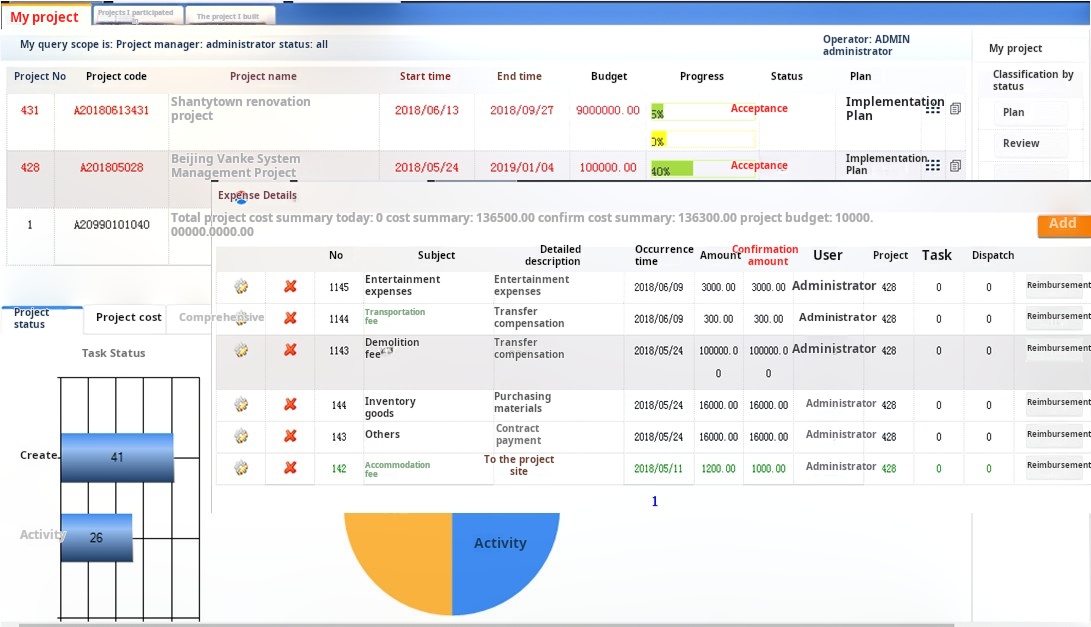 My project
Projects I participated
in
The project I built
My query scope is: Project manager: administrator status: all
Operator: ADMIN
administrator
My project
Project No Project code Project name Start time End time Budget Progress Status Plan
Classification by
status
431 A20180613431 Shantytown renovation
project 2018/06/13 2018/09/27 9000000.00 5% Acceptance Implementation
Plan
0%
Plan
Review
428 A201805028 Beijing Vanke System
Management Project 2018/05/24 2019/01/04 100000.00 40% Acceptance Implementation
Plan
Expense Details
1 A20990101040
Total project cost summary today: 0 cost summary: 136500.00 confirm cost summary: 136300.00 project budget: 10000.
00000.0000.00
Add
No Subject Detailed
description Occurrence
time Amount Confirmation
amount User Project Task Dispatch
1145 Entertainment
expenses Entertainment
expenses 2018/06/09 3000.00 3000.00 Administrator 428 0 0 Reimbursement
1144 Transportation
fee Transfer
compensation 2018/06/09 300.00 300.00 Administrator 428 0 0 Reimbursement
1143 Demolition
fee Transfer
compensation 2018/05/24 100000.0
0 100000.0
0 Administrator 428 0 0 Reimbursement
144 Inventory
goods Purchasing
materials 2018/05/24 16000.00 16000.00 Administrator 428 0 0 Reimbursement
143 Others Contract
payment 2018/05/24 16000.00 16000.00 Administrator 428 0 0 Reimbursement
142 Accommodation
fee To the project
site 2018/05/11 1200.00 1000.00 Administrator 428 0 0 Reimbursement
1
Project
status
Project cost
Comprehensive
Task Status
Create
41
Activity
26
Activity